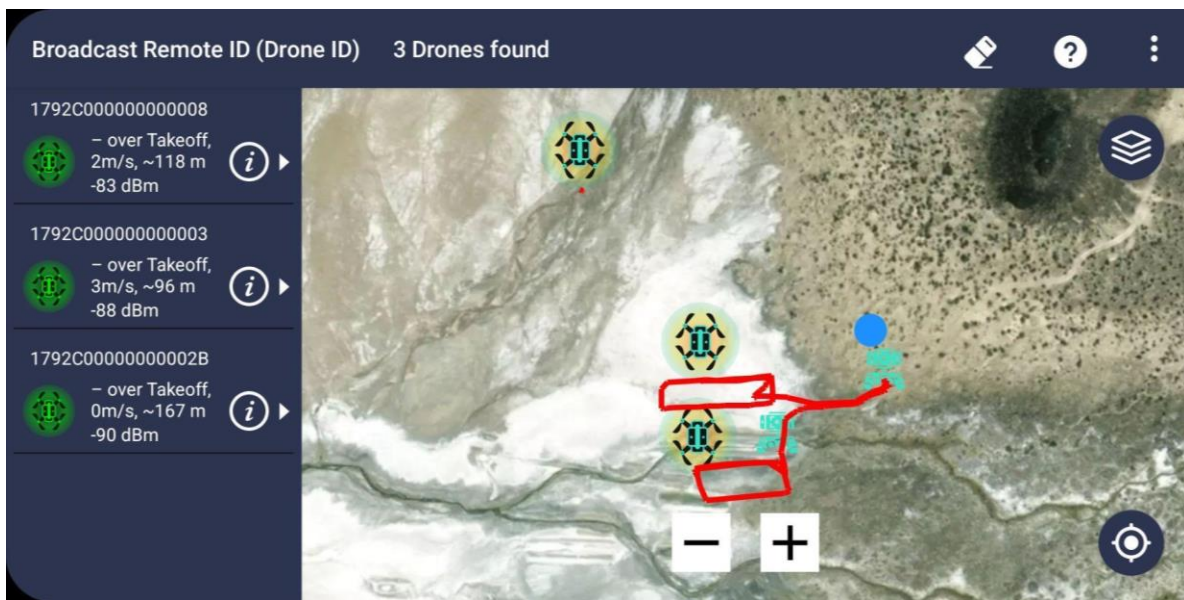 Broadcast Remote ID (Drone ID) 3 Drones found
?
1792C000000000008
– over Takeoff,
2m/s, ~118 m
-83 dBm
i
1792C000000000003
– over Takeoff,
3m/s, ~96 m
-88 dBm
i
1792C00000000002B
– over Takeoff,
0m/s, ~167 m
-90 dBm
i
− +